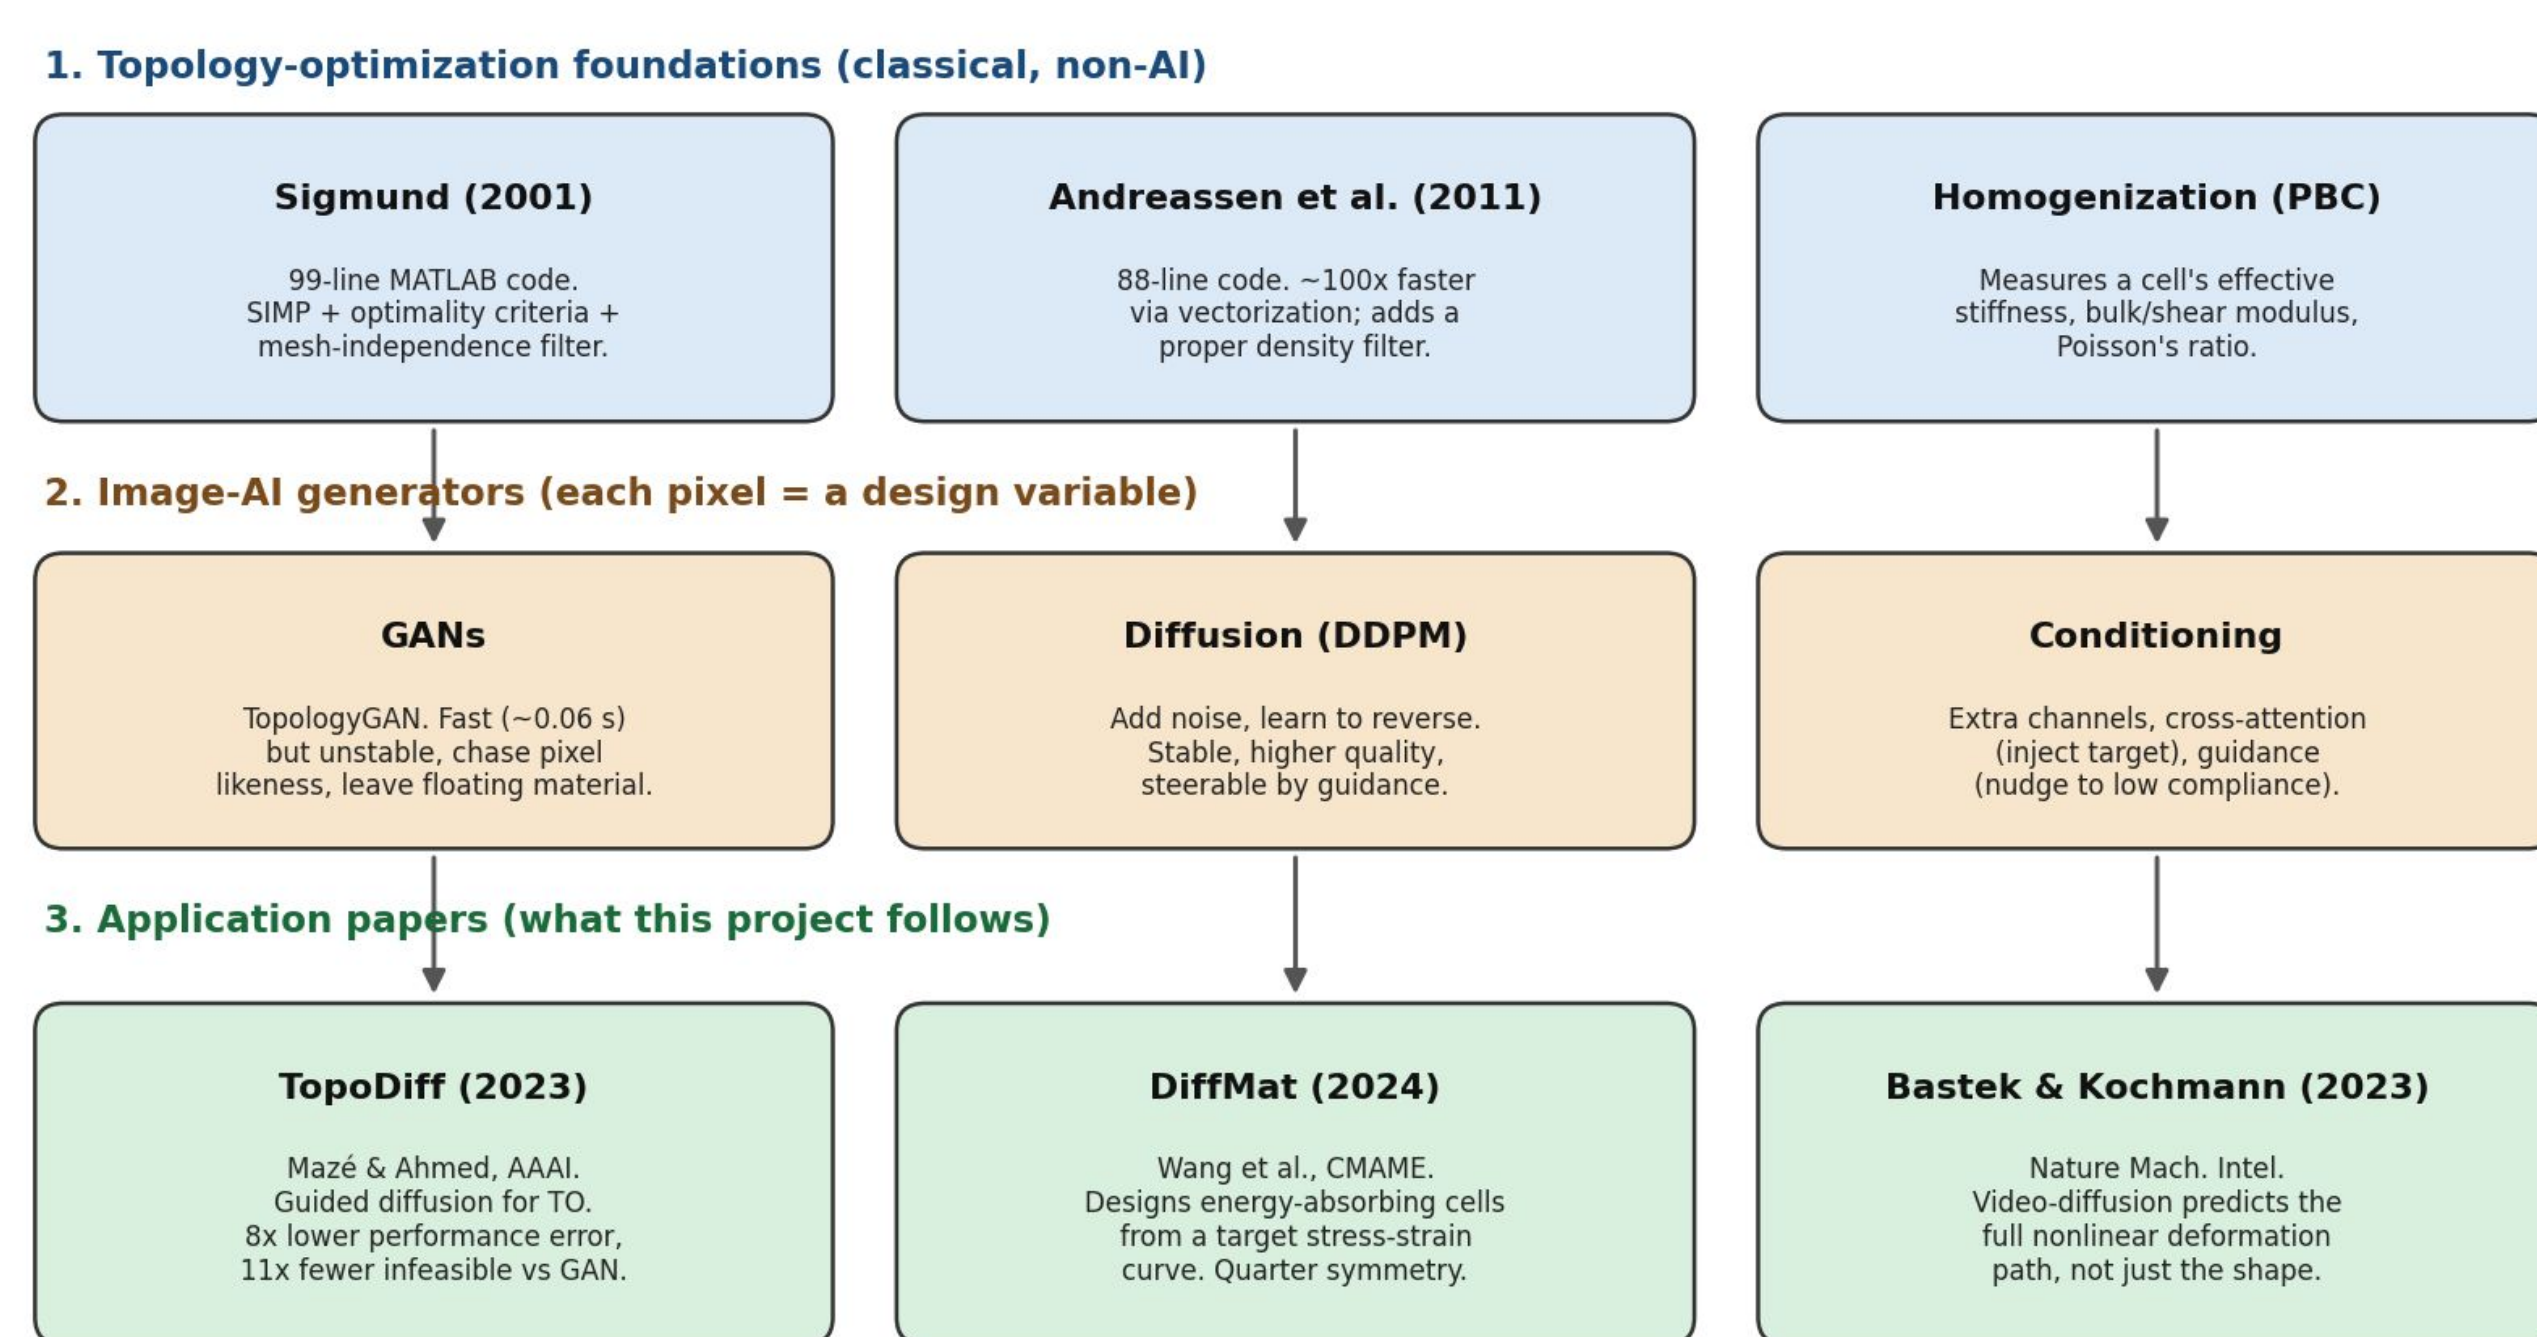 1. Topology-optimization foundations (classical, non-AI)
Sigmund (2001)
99-line MATLAB code.
SIMP + optimality criteria +
mesh-independence filter.
Andreassen et al. (2011)
88-line code. ~100x faster
via vectorization; adds a
proper density filter.
Homogenization (PBC)
Measures a cell's effective
stiffness, bulk/shear modulus,
Poisson's ratio.
2. Image-AI generators (each pixel = a design variable)
GANs
TopologyGAN. Fast (~0.06 s)
but unstable, chase pixel
likeness, leave floating material.
Diffusion (DDPM)
Add noise, learn to reverse.
Stable, higher quality,
steerable by guidance.
Conditioning
Extra channels, cross-attention
(inject target), guidance
(nudge to low compliance).
3. Application papers (what this project follows)
TopoDiff (2023)
Mazé & Ahmed, AAAI.
Guided diffusion for TO.
8x lower performance error,
11x fewer infeasible vs GAN.
DiffMat (2024)
Wang et al., CMAME.
Designs energy-absorbing cells
from a target stress-strain
curve. Quarter symmetry.
Bastek & Kochmann (2023)
Nature Mach. Intel.
Video-diffusion predicts the
full nonlinear deformation
path, not just the shape.